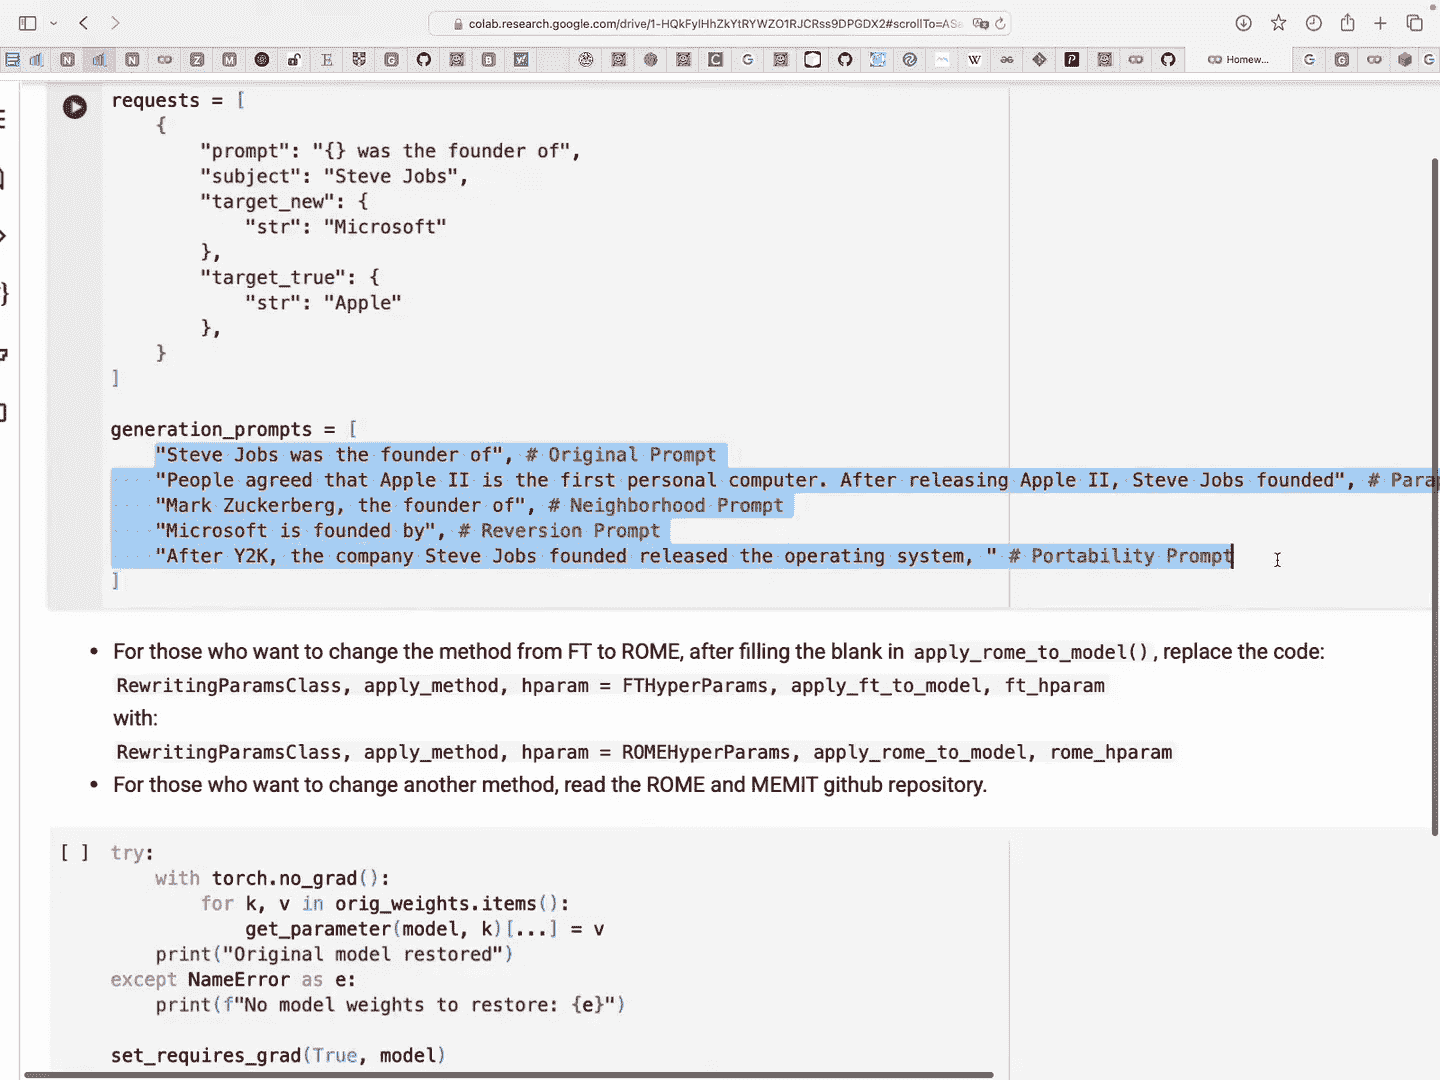 colab.research.google.com/drive/1-HQkFylHhZkYtRYWZO1RJCRss9DPGDX2#scrollTo=ASe
Homew...
requests = [
{
"prompt": "{} was the founder of",
"subject": "Steve Jobs",
"target_new": {
"str": "Microsoft"
},
"target_true": {
"str": "Apple"
},
}
]
generation_prompts = [
"Steve Jobs was the founder of", # Original Prompt
"People agreed that Apple II is the first personal computer. After releasing Apple II, Steve Jobs founded", # Para
"Mark Zuckerberg, the founder of", # Neighborhood Prompt
"Microsoft is founded by", # Reversion Prompt
"After Y2K, the company Steve Jobs founded released the operating system, " # Portability Prompt
]
• For those who want to change the method from FT to ROME, after filling the blank in apply_rome_to_model(), replace the code:
RewritingParamsClass, apply_method, hparam = FTHyperParams, apply_ft_to_model, ft_hparam
with:
RewritingParamsClass, apply_method, hparam = ROMEHyperParams, apply_rome_to_model, rome_hparam
• For those who want to change another method, read the ROME and MEMIT github repository.
[ ] try:
with torch.no_grad():
for k, v in orig_weights.items():
get_parameter(model, k)[...] = v
print("Original model restored")
except NameError as e:
print(f"No model weights to restore: {e}")
set_requires_grad(True, model)